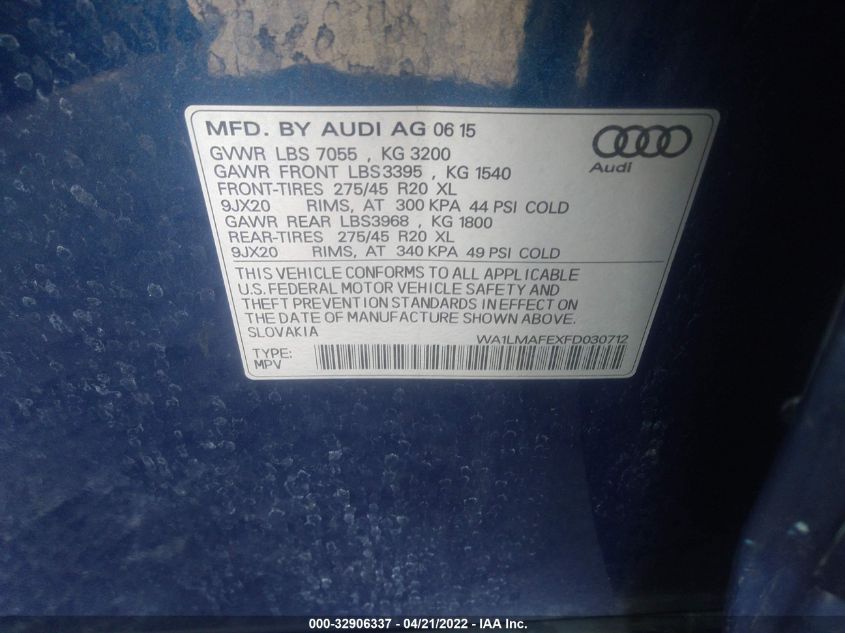 MFD. BY AUDI AG 06 15
GVWR LBS 7055 , KG 3200
GAWR FRONT LBS3395 , KG 1540
FRONT-TIRES 275/45 R20 XL
9JX20 RIMS, AT 300 KPA 44 PSI COLD
GAWR REAR LBS3968 , KG 1800
REAR-TIRES 275/45 R20 XL
9JX20 RIMS, AT 340 KPA 49 PSI COLD
Audi
THIS VEHICLE CONFORMS TO ALL APPLICABLE
U.S. FEDERAL MOTOR VEHICLE SAFETY AND
THEFT PREVENTION STANDARDS IN EFFECT ON
THE DATE OF MANUFACTURE SHOWN ABOVE.
SLOVAKIA
WA1LMAFEXFD030712
TYPE:
MPV
000-32906337 - 04/21/2022 - IAA Inc.